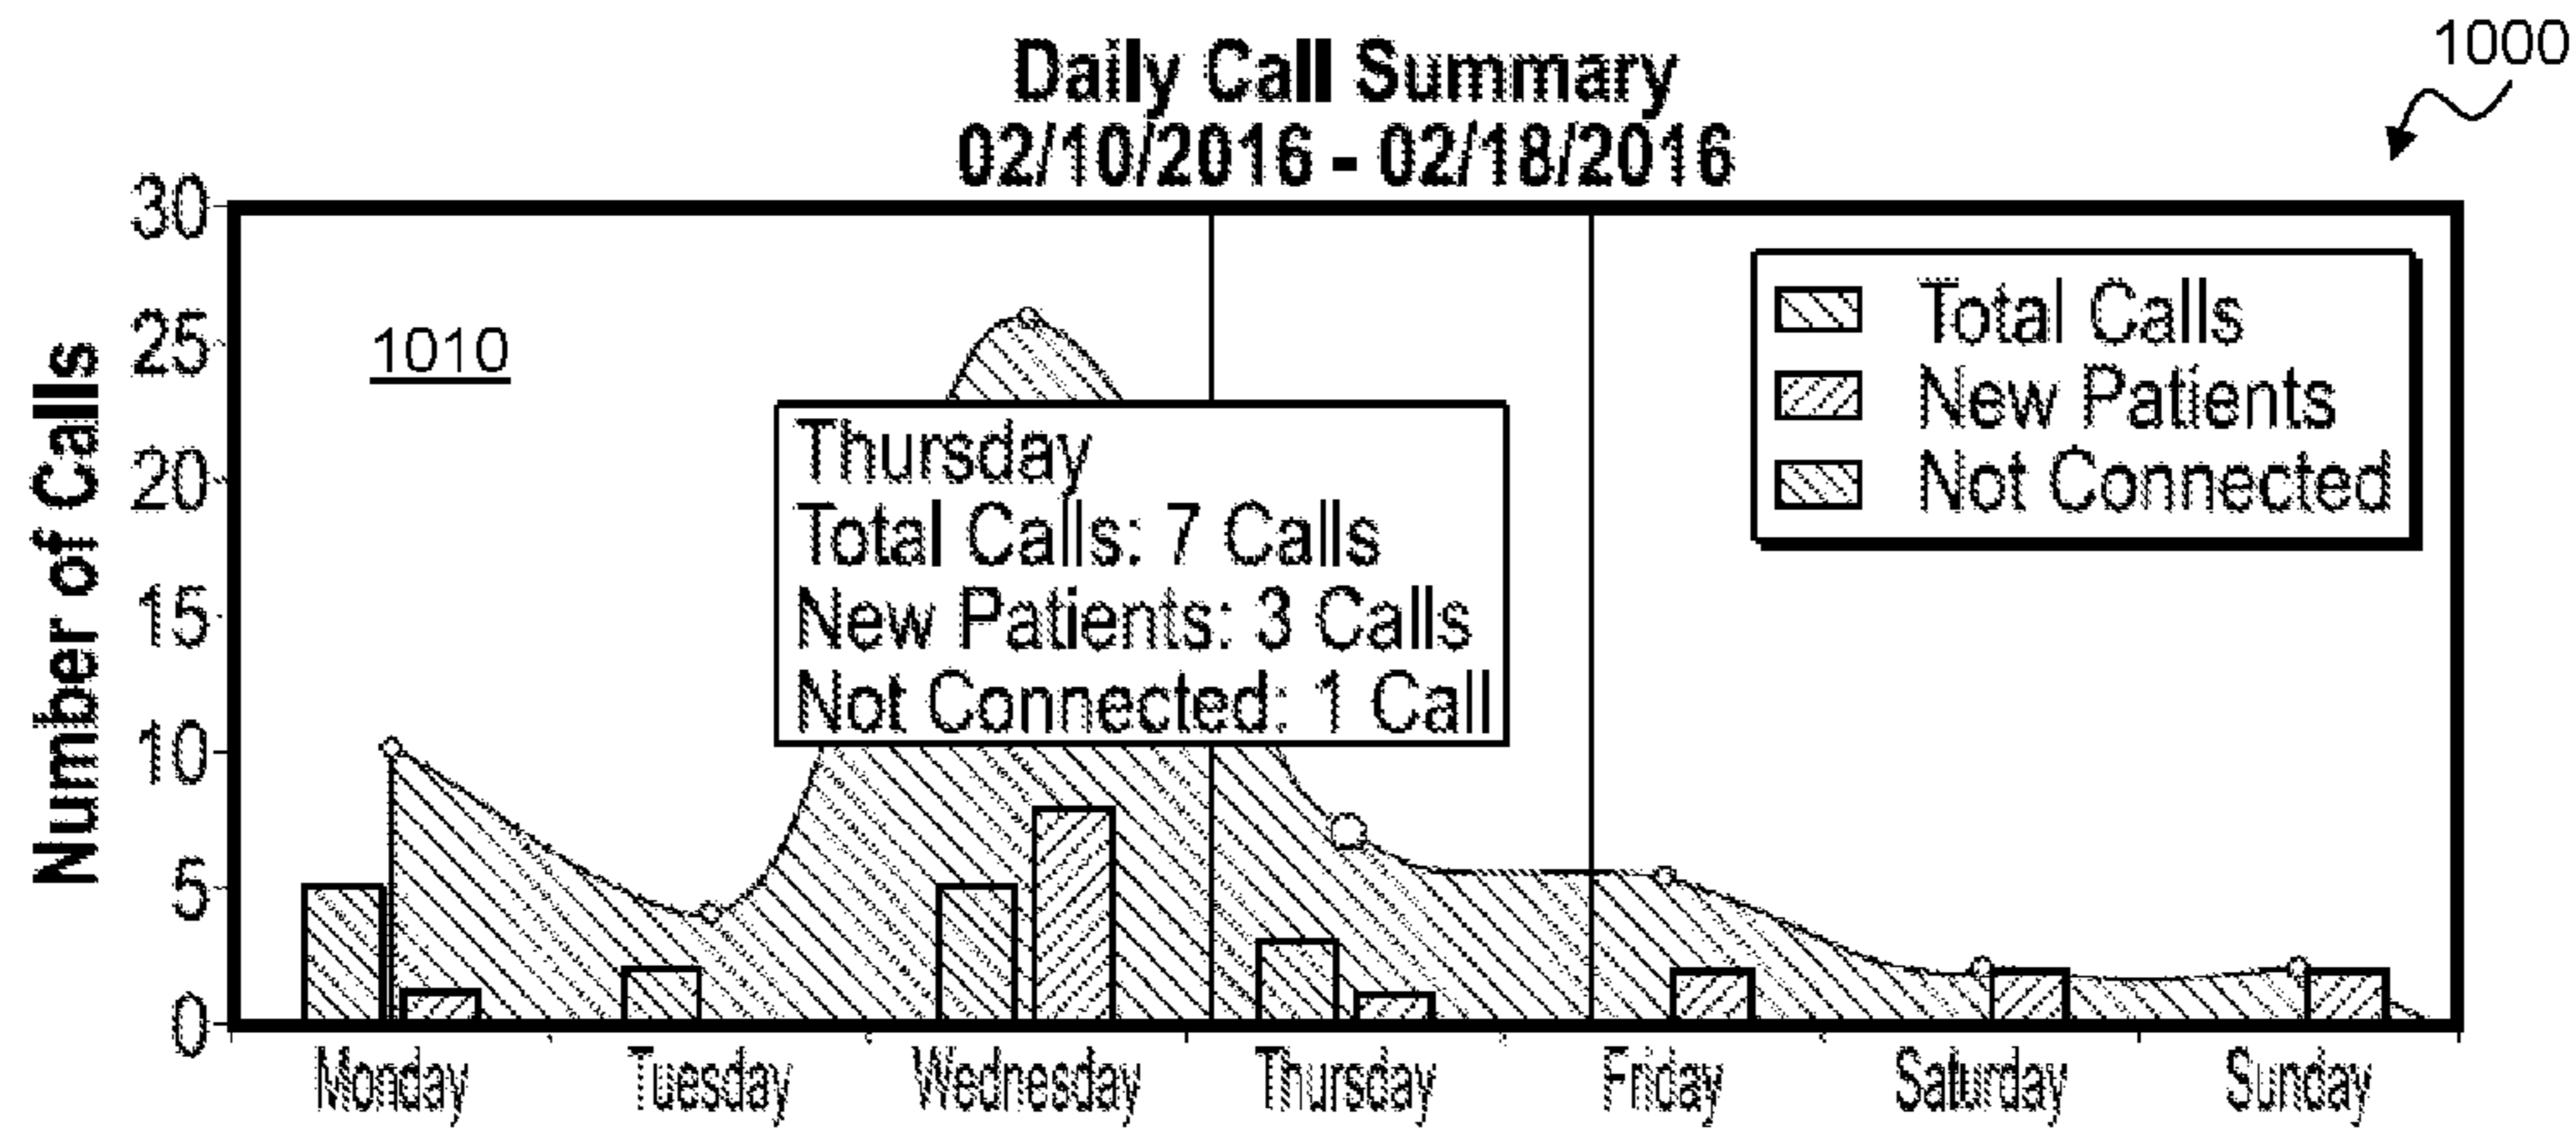 1000
Daily Call Summary
02/10/2016 - 02/18/2016
Number of Calls
30
25
20
15
10
5
0
1010
Total Calls
New Patients
Not Connected
Thursday
Total Calls: 7 Calls
New Patients: 3 Calls
Not Connected: 1 Call
Monday
Tuesday
Wednesday
Thursday
Friday
Saturday
Sunday